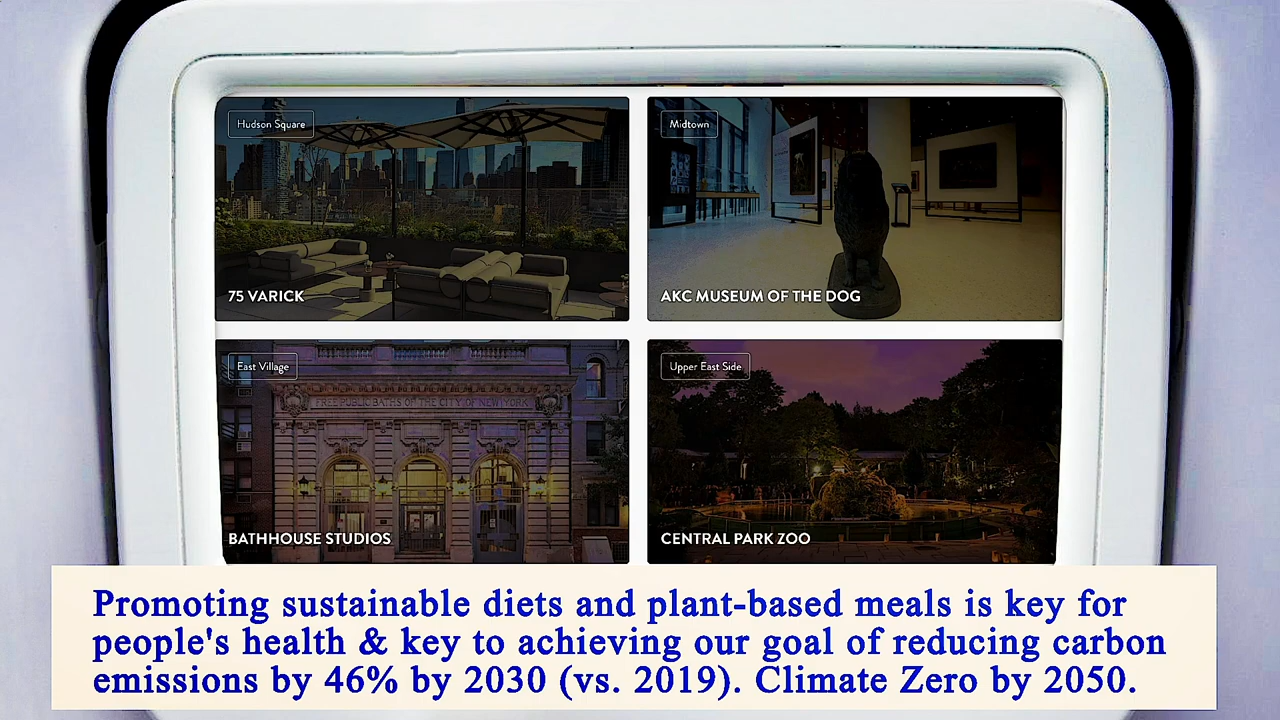 Hudson Square
75 VARICK
Midtown
AKC MUSEUM OF THE DOG
East Village
FREE PUBLIC BATHS OF THE CITY OF NEW YORK
BATHHOUSE STUDIOS
Upper East Side
CENTRAL PARK ZOO
Promoting sustainable diets and plant-based meals is key for
people's health & key to achieving our goal of reducing carbon
emissions by 46% by 2030 (vs. 2019). Climate Zero by 2050.